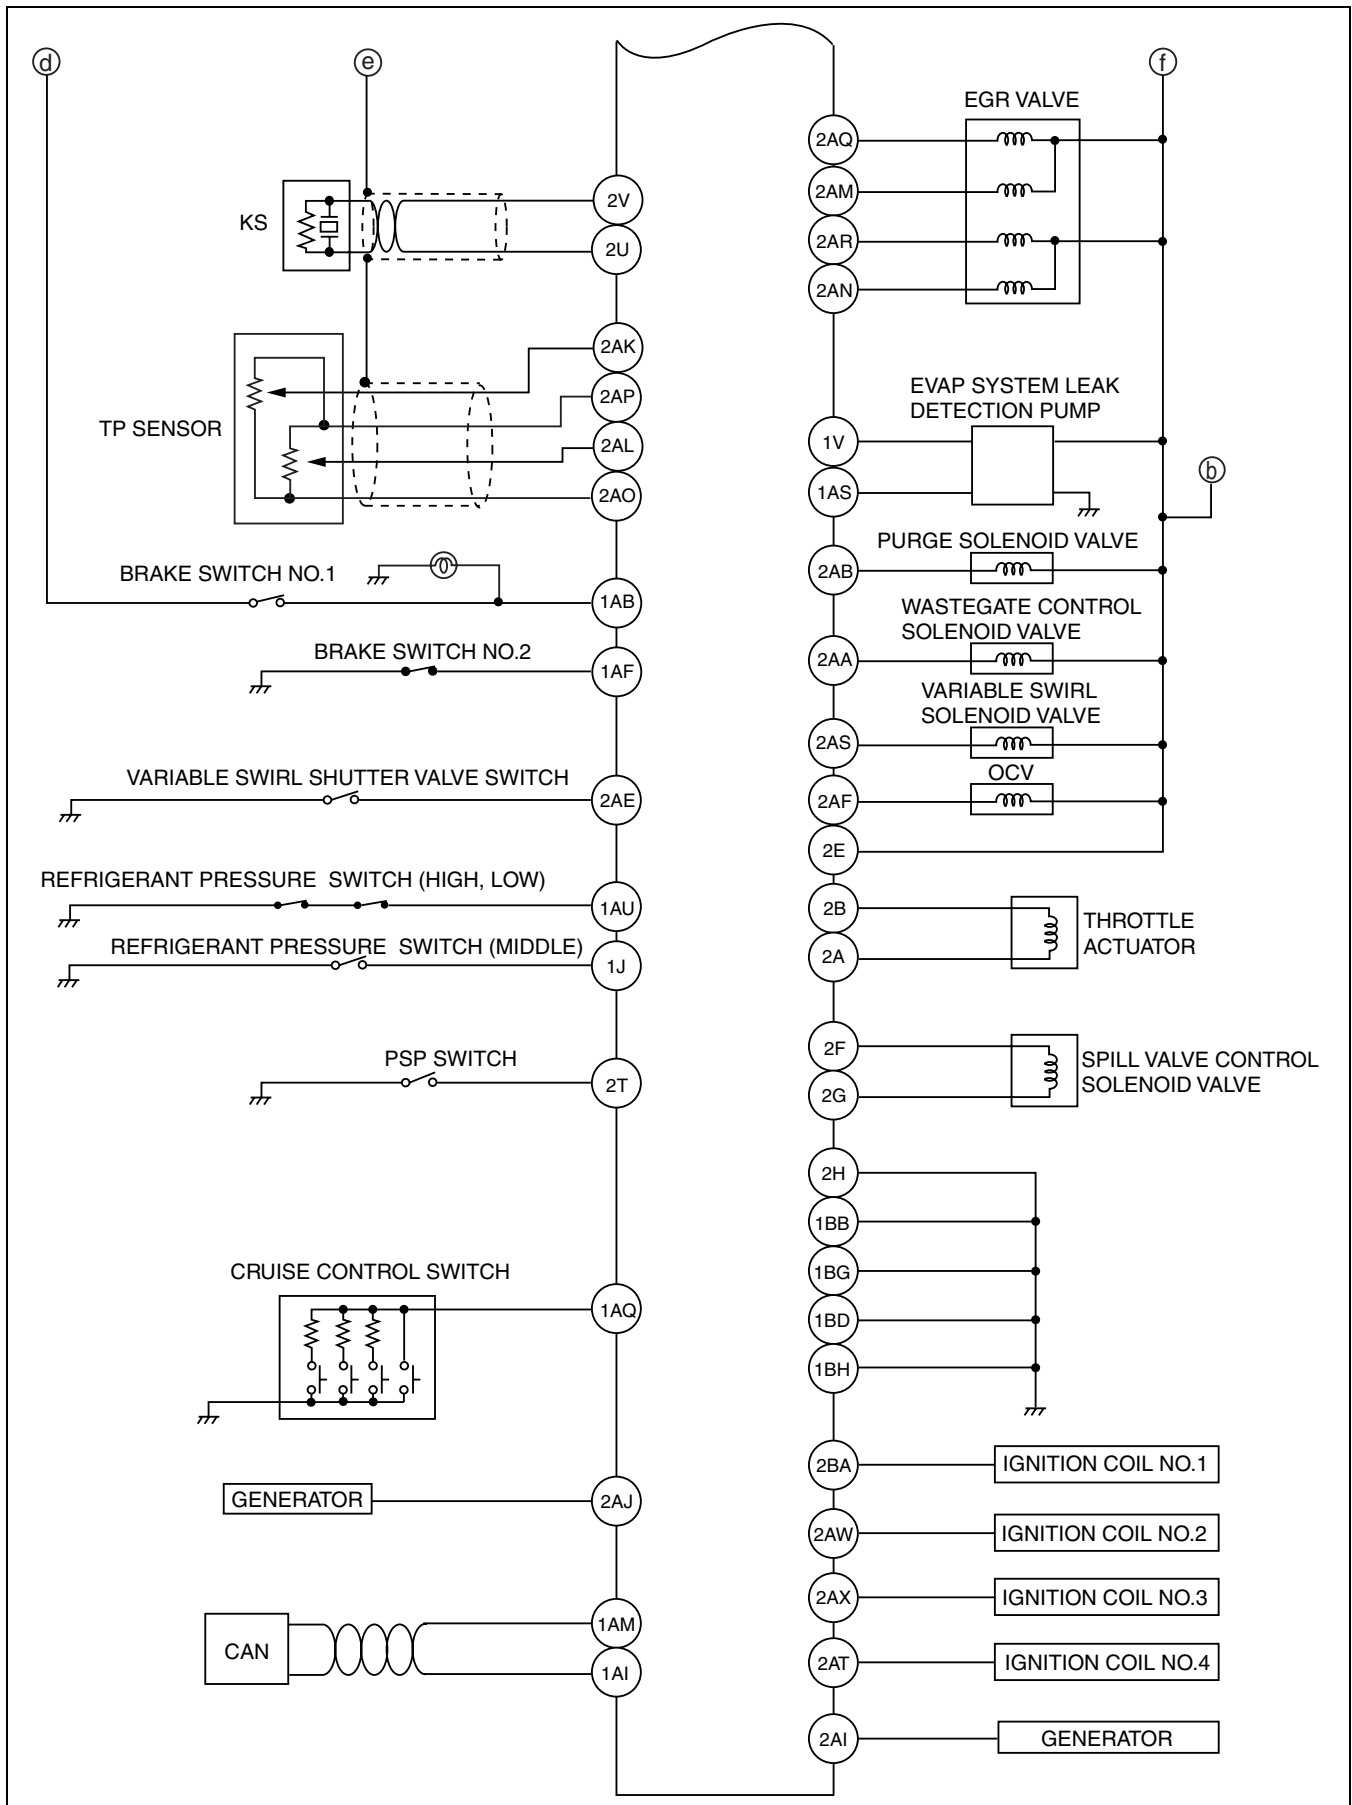 d
e
f
EGR VALVE
2AQ
2AM
2AR
2AN
KS
2V
2U
2AK
2AP
2AL
2AO
TP SENSOR
EVAP SYSTEM LEAK
DETECTION PUMP
1V
1AS
b
PURGE SOLENOID VALVE
2AB
BRAKE SWITCH NO.1
1AB
WASTEGATE CONTROL
SOLENOID VALVE
2AA
BRAKE SWITCH NO.2
1AF
VARIABLE SWIRL
SOLENOID VALVE
2AS
OCV
2AF
VARIABLE SWIRL SHUTTER VALVE SWITCH
2AE
2E
REFRIGERANT PRESSURE SWITCH (HIGH, LOW)
1AU
2B
2A
THROTTLE
ACTUATOR
REFRIGERANT PRESSURE SWITCH (MIDDLE)
1J
2F
2G
SPILL VALVE CONTROL
SOLENOID VALVE
PSP SWITCH
2T
2H
1BB
1BG
1BD
1BH
CRUISE CONTROL SWITCH
1AQ
2BA
IGNITION COIL NO.1
GENERATOR
2AJ
2AW
IGNITION COIL NO.2
2AX
IGNITION COIL NO.3
CAN
1AM
1AI
2AT
IGNITION COIL NO.4
2AI
GENERATOR